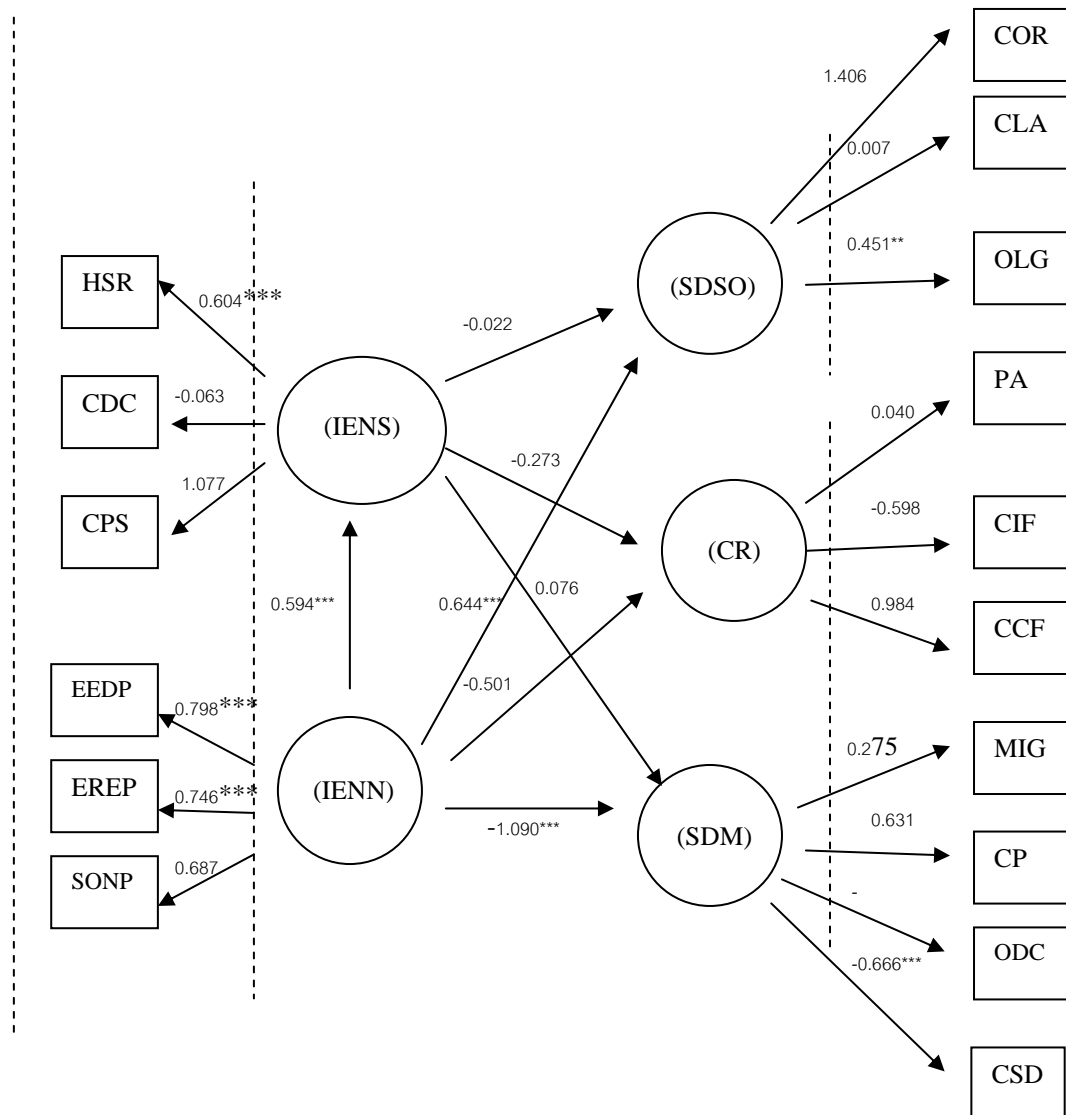 COR
1.406
CLA
0.007
0.451**
OLG
HSR
0.604***
(SDSO)
-0.022
PA
CDC
-0.063
(IENS)
0.040
-0.273
CPS
1.077
CIF
-0.598
(CR)
0.594***
0.644***
0.076
0.984
CCF
EEDP
0.798***
-0.501
0.275
MIG
EREP
0.746***
(IENN)
-1.090***
(SDM)
0.631
CP
SONP
0.687
-
ODC
-0.666***
CSD